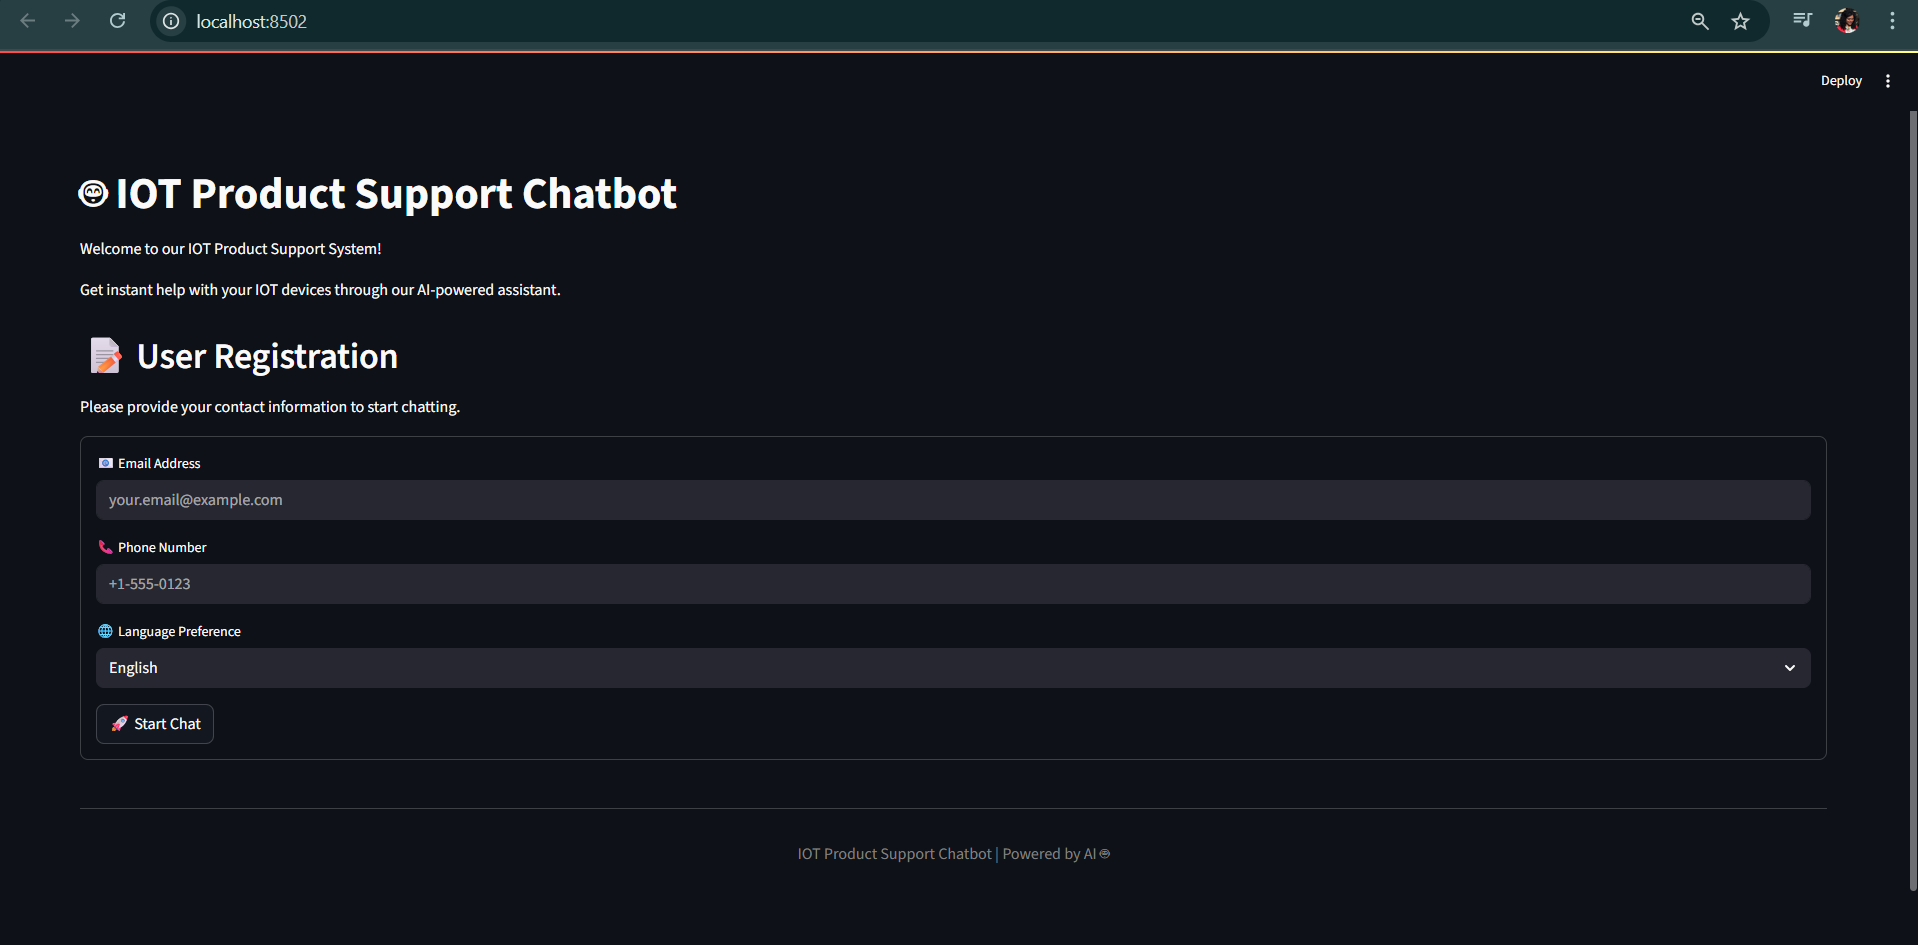 localhost:8502
Deploy
IOT Product Support Chatbot
Welcome to our IOT Product Support System!
Get instant help with your IOT devices through our AI-powered assistant.
User Registration
Please provide your contact information to start chatting.
Email Address
your.email@example.com
Phone Number
+1-555-0123
Language Preference
English
Start Chat
IOT Product Support Chatbot | Powered by AI